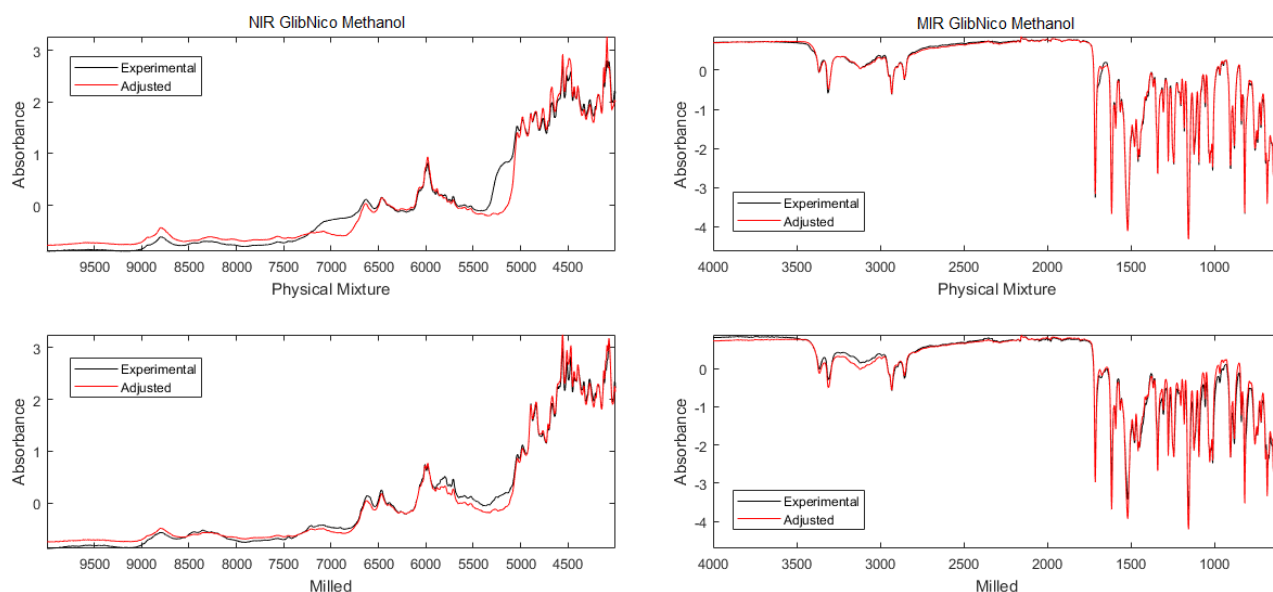 NIR GlibNico Methanol
Absorbance
3
2
1
0
Experimental
Adjusted
9500 9000 8500 8000 7500 7000 6500 6000 5500 5000 4500
Physical Mixture
MIR GlibNico Methanol
Absorbance
0
-1
-2
-3
-4
Experimental
Adjusted
4000 3500 3000 2500 2000 1500 1000
Physical Mixture
Absorbance
3
2
1
0
Experimental
Adjusted
9500 9000 8500 8000 7500 7000 6500 6000 5500 5000 4500
Milled
Absorbance
0
-1
-2
-3
-4
Experimental
Adjusted
4000 3500 3000 2500 2000 1500 1000
Milled